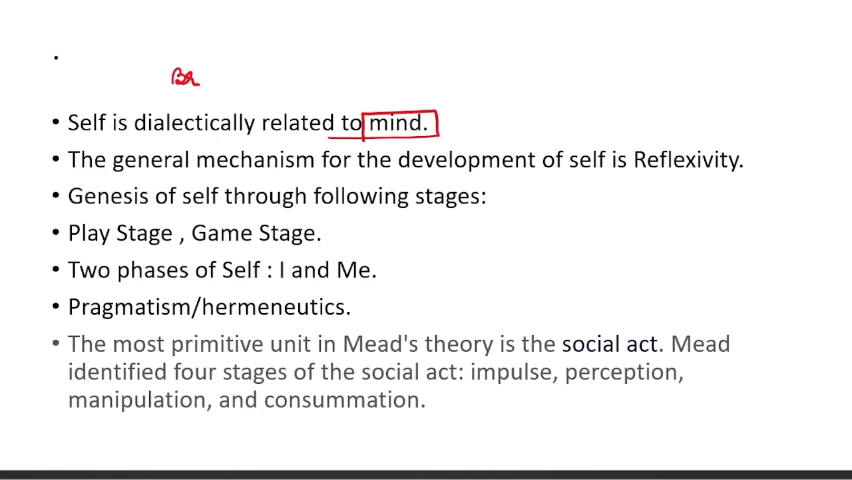 • Self is dialectically related to mind.
• The general mechanism for the development of self is Reflexivity.
• Genesis of self through following stages:
• Play Stage , Game Stage.
• Two phases of Self : I and Me.
• Pragmatism/hermeneutics.
• The most primitive unit in Mead's theory is the social act. Mead
identified four stages of the social act: impulse, perception,
manipulation, and consummation.